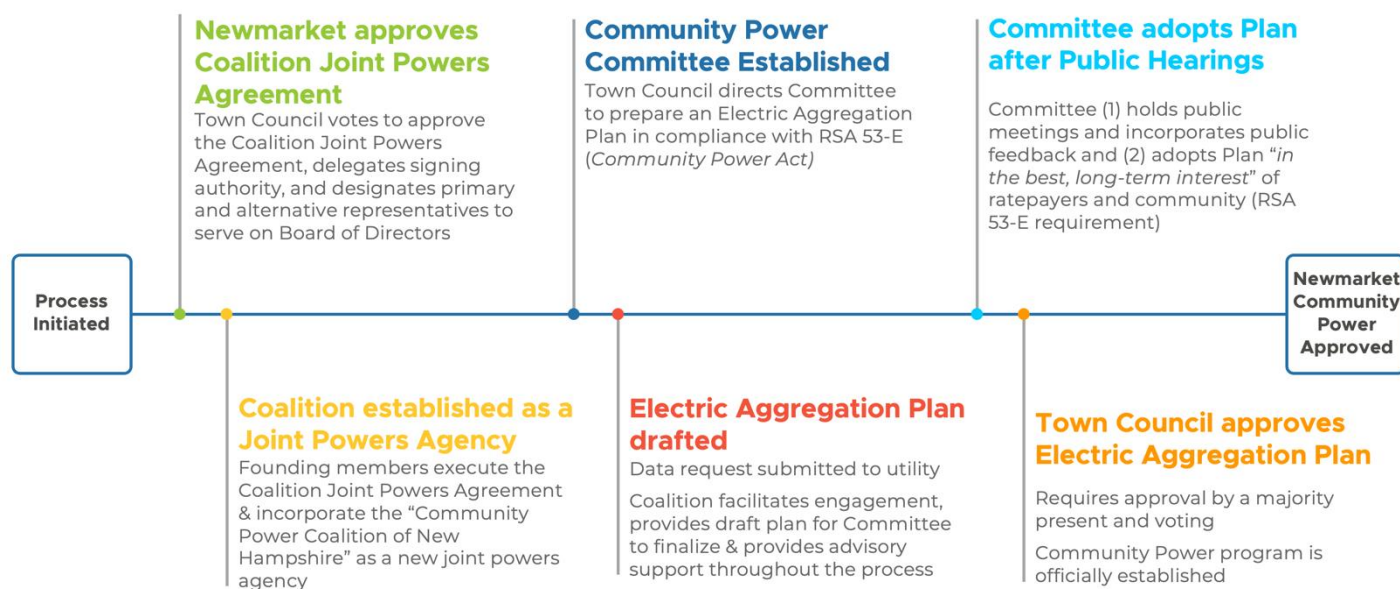 Newmarket approves
Coalition Joint Powers
Agreement
Town Council votes to approve
the Coalition Joint Powers
Agreement, delegates signing
authority, and designates primary
and alternative representatives to
serve on Board of Directors
Community Power
Committee Established
Town Council directs Committee
to prepare an Electric Aggregation
Plan in compliance with RSA 53-E
(Community Power Act)
Committee adopts Plan
after Public Hearings
Committee (1) holds public
meetings and incorporates public
feedback and (2) adopts Plan “in
the best, long-term interest” of
ratepayers and community (RSA
53-E requirement)
Process
Initiated
Newmarket
Community
Power
Approved
Coalition established as a
Joint Powers Agency
Founding members execute the
Coalition Joint Powers Agreement
& incorporate the “Community
Power Coalition of New
Hampshire” as a new joint powers
agency
Electric Aggregation Plan
drafted
Data request submitted to utility
Coalition facilitates engagement,
provides draft plan for Committee
to finalize & provides advisory
support throughout the process
Town Council approves
Electric Aggregation Plan
Requires approval by a majority
present and voting
Community Power program is
officially established